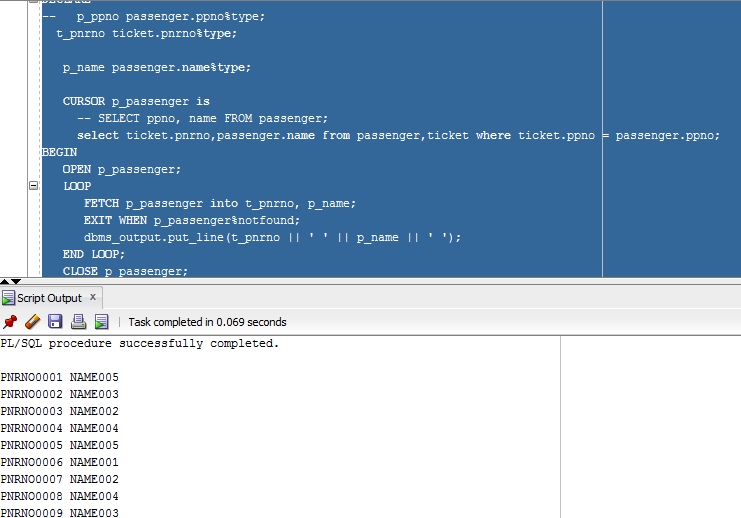 DECLARE
--   p_ppno passenger.ppno%type;
  t_pnrno ticket.pnrno%type;
   p_name passenger.name%type;
   CURSOR p_passenger is
     -- SELECT ppno, name FROM passenger;
     select ticket.pnrno,passenger.name from passenger,ticket where ticket.ppno = passenger.ppno;
BEGIN
   OPEN p_passenger;
   LOOP
      FETCH p_passenger into t_pnrno, p_name;
      EXIT WHEN p_passenger%notfound;
      dbms_output.put_line(t_pnrno || ' ' || p_name || ' ');
   END LOOP;
   CLOSE p_passenger;
Script Output x
Task completed in 0.069 seconds
PL/SQL procedure successfully completed.
PNRNO0001 NAME005
PNRNO0002 NAME003
PNRNO0003 NAME002
PNRNO0004 NAME004
PNRNO0005 NAME005
PNRNO0006 NAME001
PNRNO0007 NAME002
PNRNO0008 NAME004
PNRNO0009 NAME003